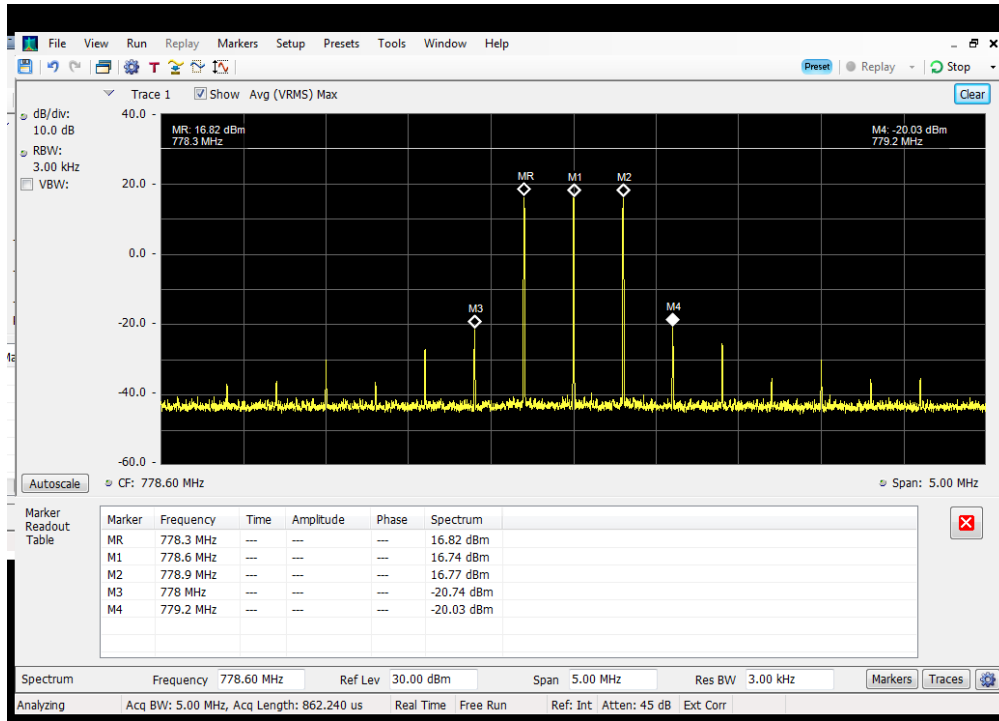 File View Run Replay Markers Setup Presets Tools Window Help
T Preset Replay Stop
Trace 1 Show Avg (VRMS) Max Clear
dB/div:
10.0 dB
RBW:
3.00 kHz
VBW:
40.0
20.0
0.0
-20.0
-40.0
-60.0
MR: 16.82 dBm
778.3 MHz
M4: -20.03 dBm
779.2 MHz
MR M1 M2
M3 M4
Autoscale CF: 778.60 MHz Span: 5.00 MHz
Marker
Readout
Table
Marker Frequency Time Amplitude Phase Spectrum
MR 778.3 MHz --- --- --- 16.82 dBm
M1 778.6 MHz --- --- --- 16.74 dBm
M2 778.9 MHz --- --- --- 16.77 dBm
M3 778 MHz --- --- --- -20.74 dBm
M4 779.2 MHz --- --- --- -20.03 dBm
Spectrum Frequency 778.60 MHz Ref Lev 30.00 dBm Span 5.00 MHz Res BW 3.00 kHz Markers Traces
Analyzing Acq BW: 5.00 MHz, Acq Length: 862.240 us Real Time Free Run Ref: Int Atten: 45 dB Ext Corr